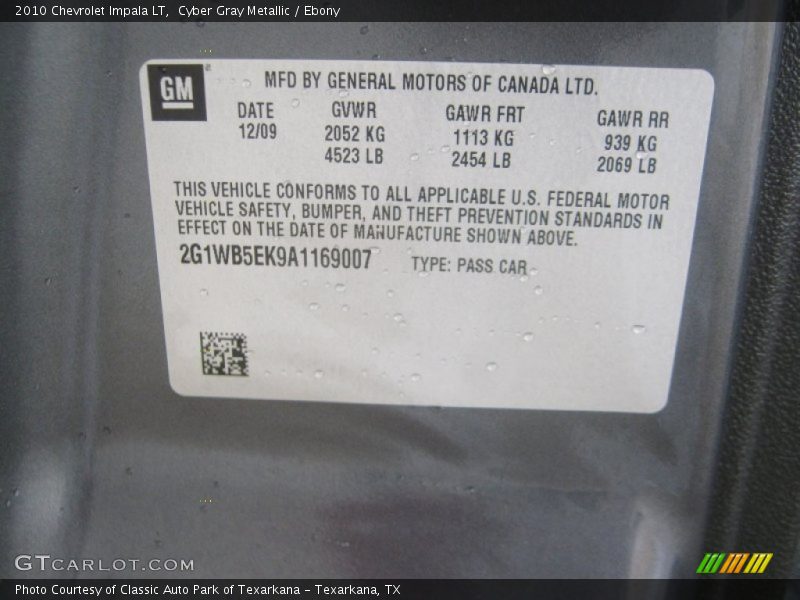 2010 Chevrolet Impala LT, Cyber Gray Metallic / Ebony
GM
MFD BY GENERAL MOTORS OF CANADA LTD.
DATE GVWR GAWR FRT GAWR RR
12/09 2052 KG 1113 KG 939 KG
4523 LB 2454 LB 2069 LB
THIS VEHICLE CONFORMS TO ALL APPLICABLE U.S. FEDERAL MOTOR
VEHICLE SAFETY, BUMPER, AND THEFT PREVENTION STANDARDS IN
EFFECT ON THE DATE OF MANUFACTURE SHOWN ABOVE.
2G1WB5EK9A1169007 TYPE: PASS CAR
GTCARLOT.COM
Photo Courtesy of Classic Auto Park of Texarkana - Texarkana, TX